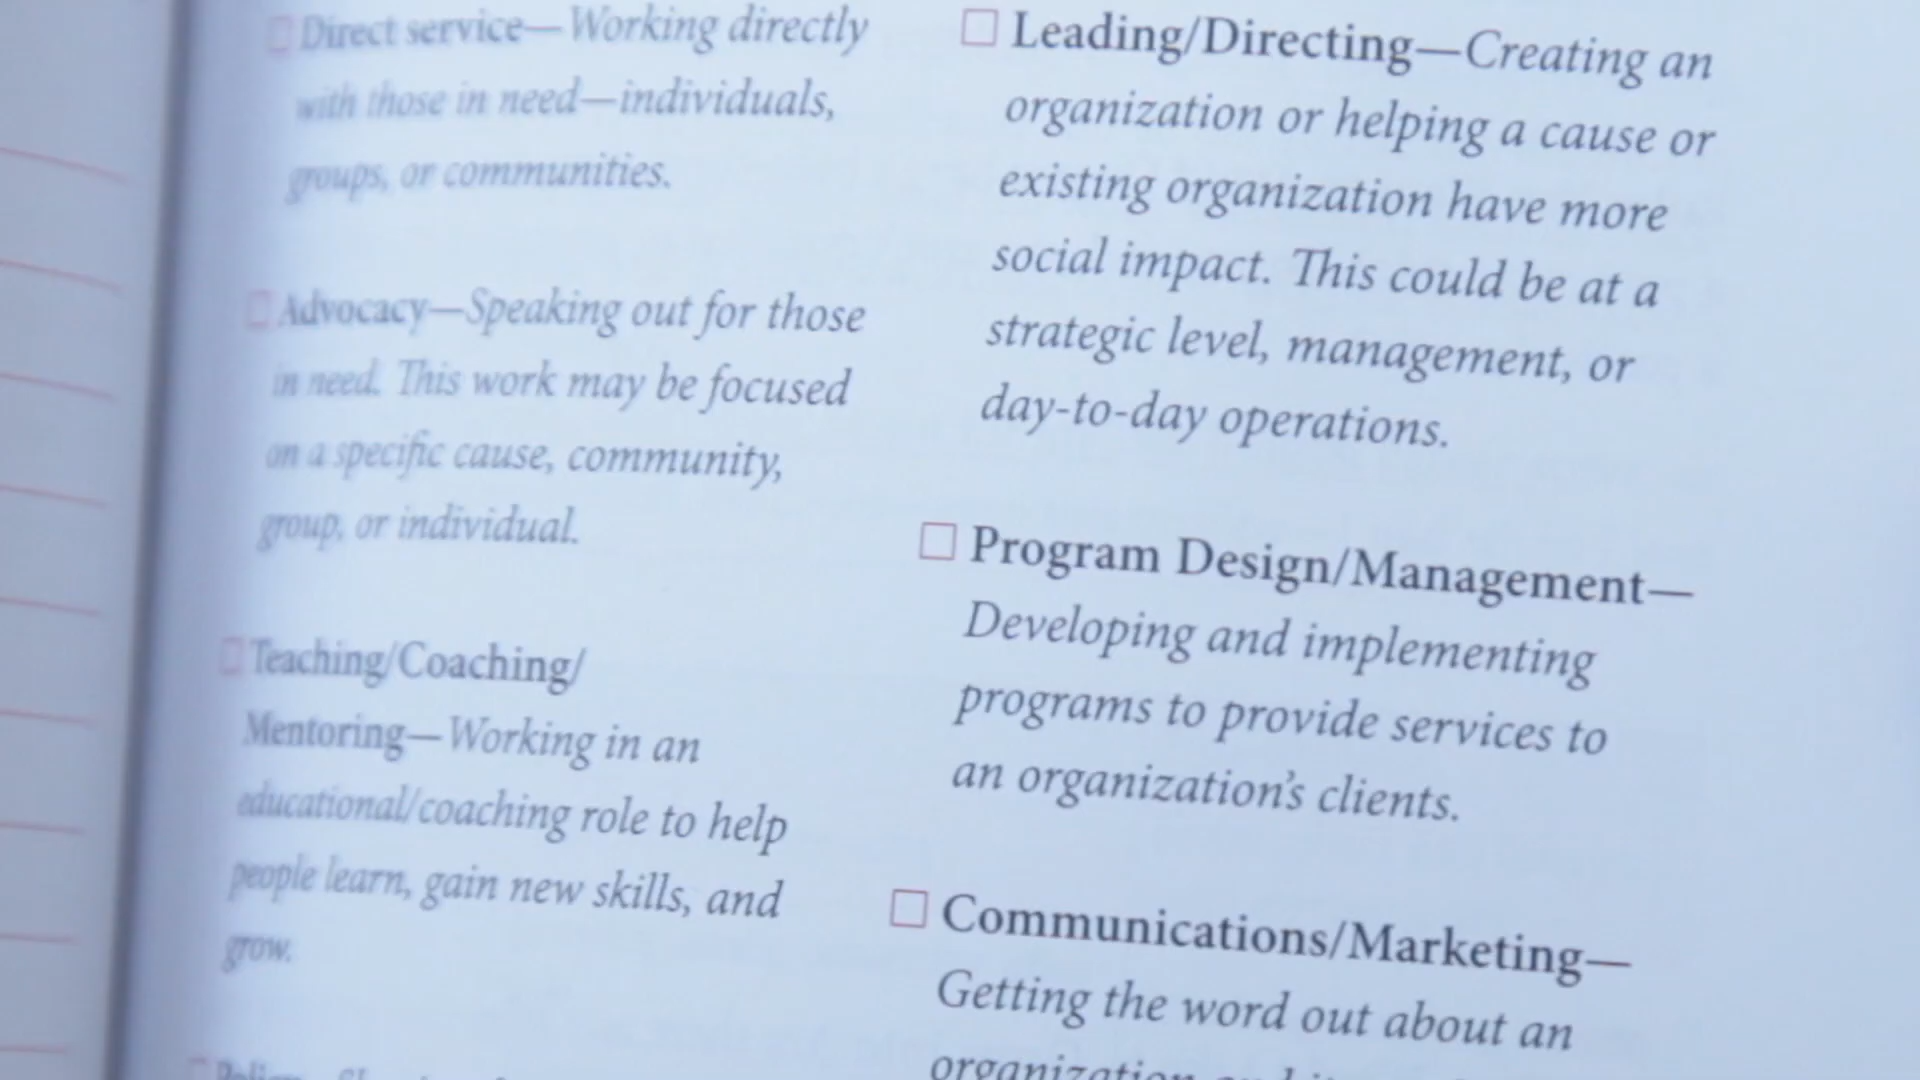 Direct service—Working directly
with those in need—individuals,
groups, or communities.
Advocacy—Speaking out for those
in need. This work may be focused
on a specific cause, community,
group, or individual.
Teaching/Coaching/
Mentoring—Working in an
educational/coaching role to help
people learn, gain new skills, and
grow.
Leading/Directing—Creating an
organization or helping a cause or
existing organization have more
social impact. This could be at a
strategic level, management, or
day-to-day operations.
Program Design/Management—
Developing and implementing
programs to provide services to
an organization's clients.
Communications/Marketing—
Getting the word out about an
organization